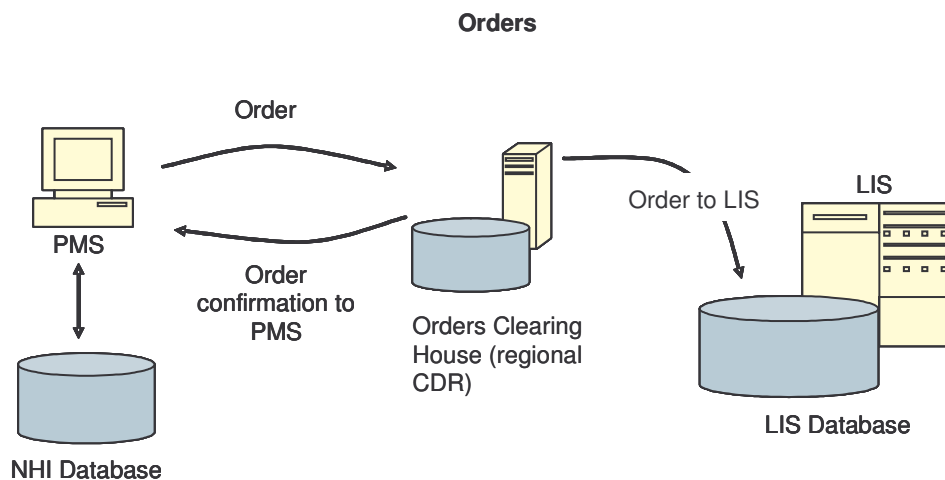 Orders
Order
Order to LIS
LIS
PMS
Order
confirmation to
PMS
Orders Clearing
House (regional
CDR)
LIS Database
NHI Database